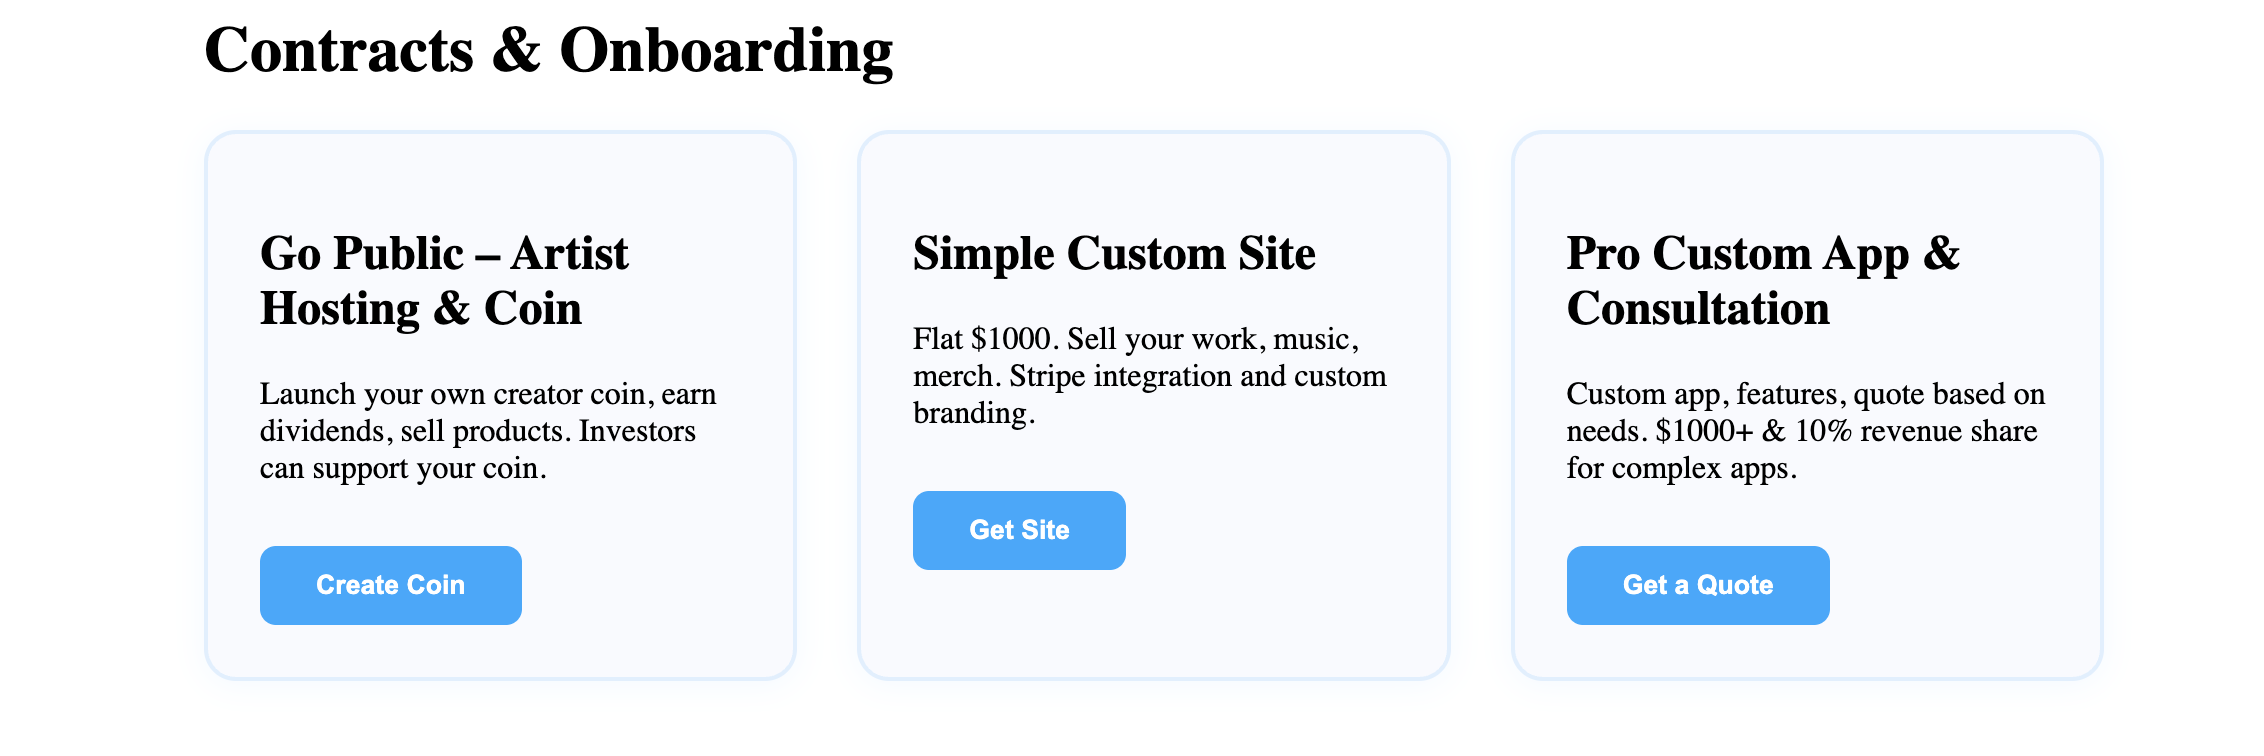 Contracts & Onboarding
Go Public – Artist
Hosting & Coin
Launch your own creator coin, earn
dividends, sell products. Investors
can support your coin.
Create Coin
Simple Custom Site
Flat $1000. Sell your work, music,
merch. Stripe integration and custom
branding.
Get Site
Pro Custom App &
Consultation
Custom app, features, quote based on
needs. $1000+ & 10% revenue share
for complex apps.
Get a Quote